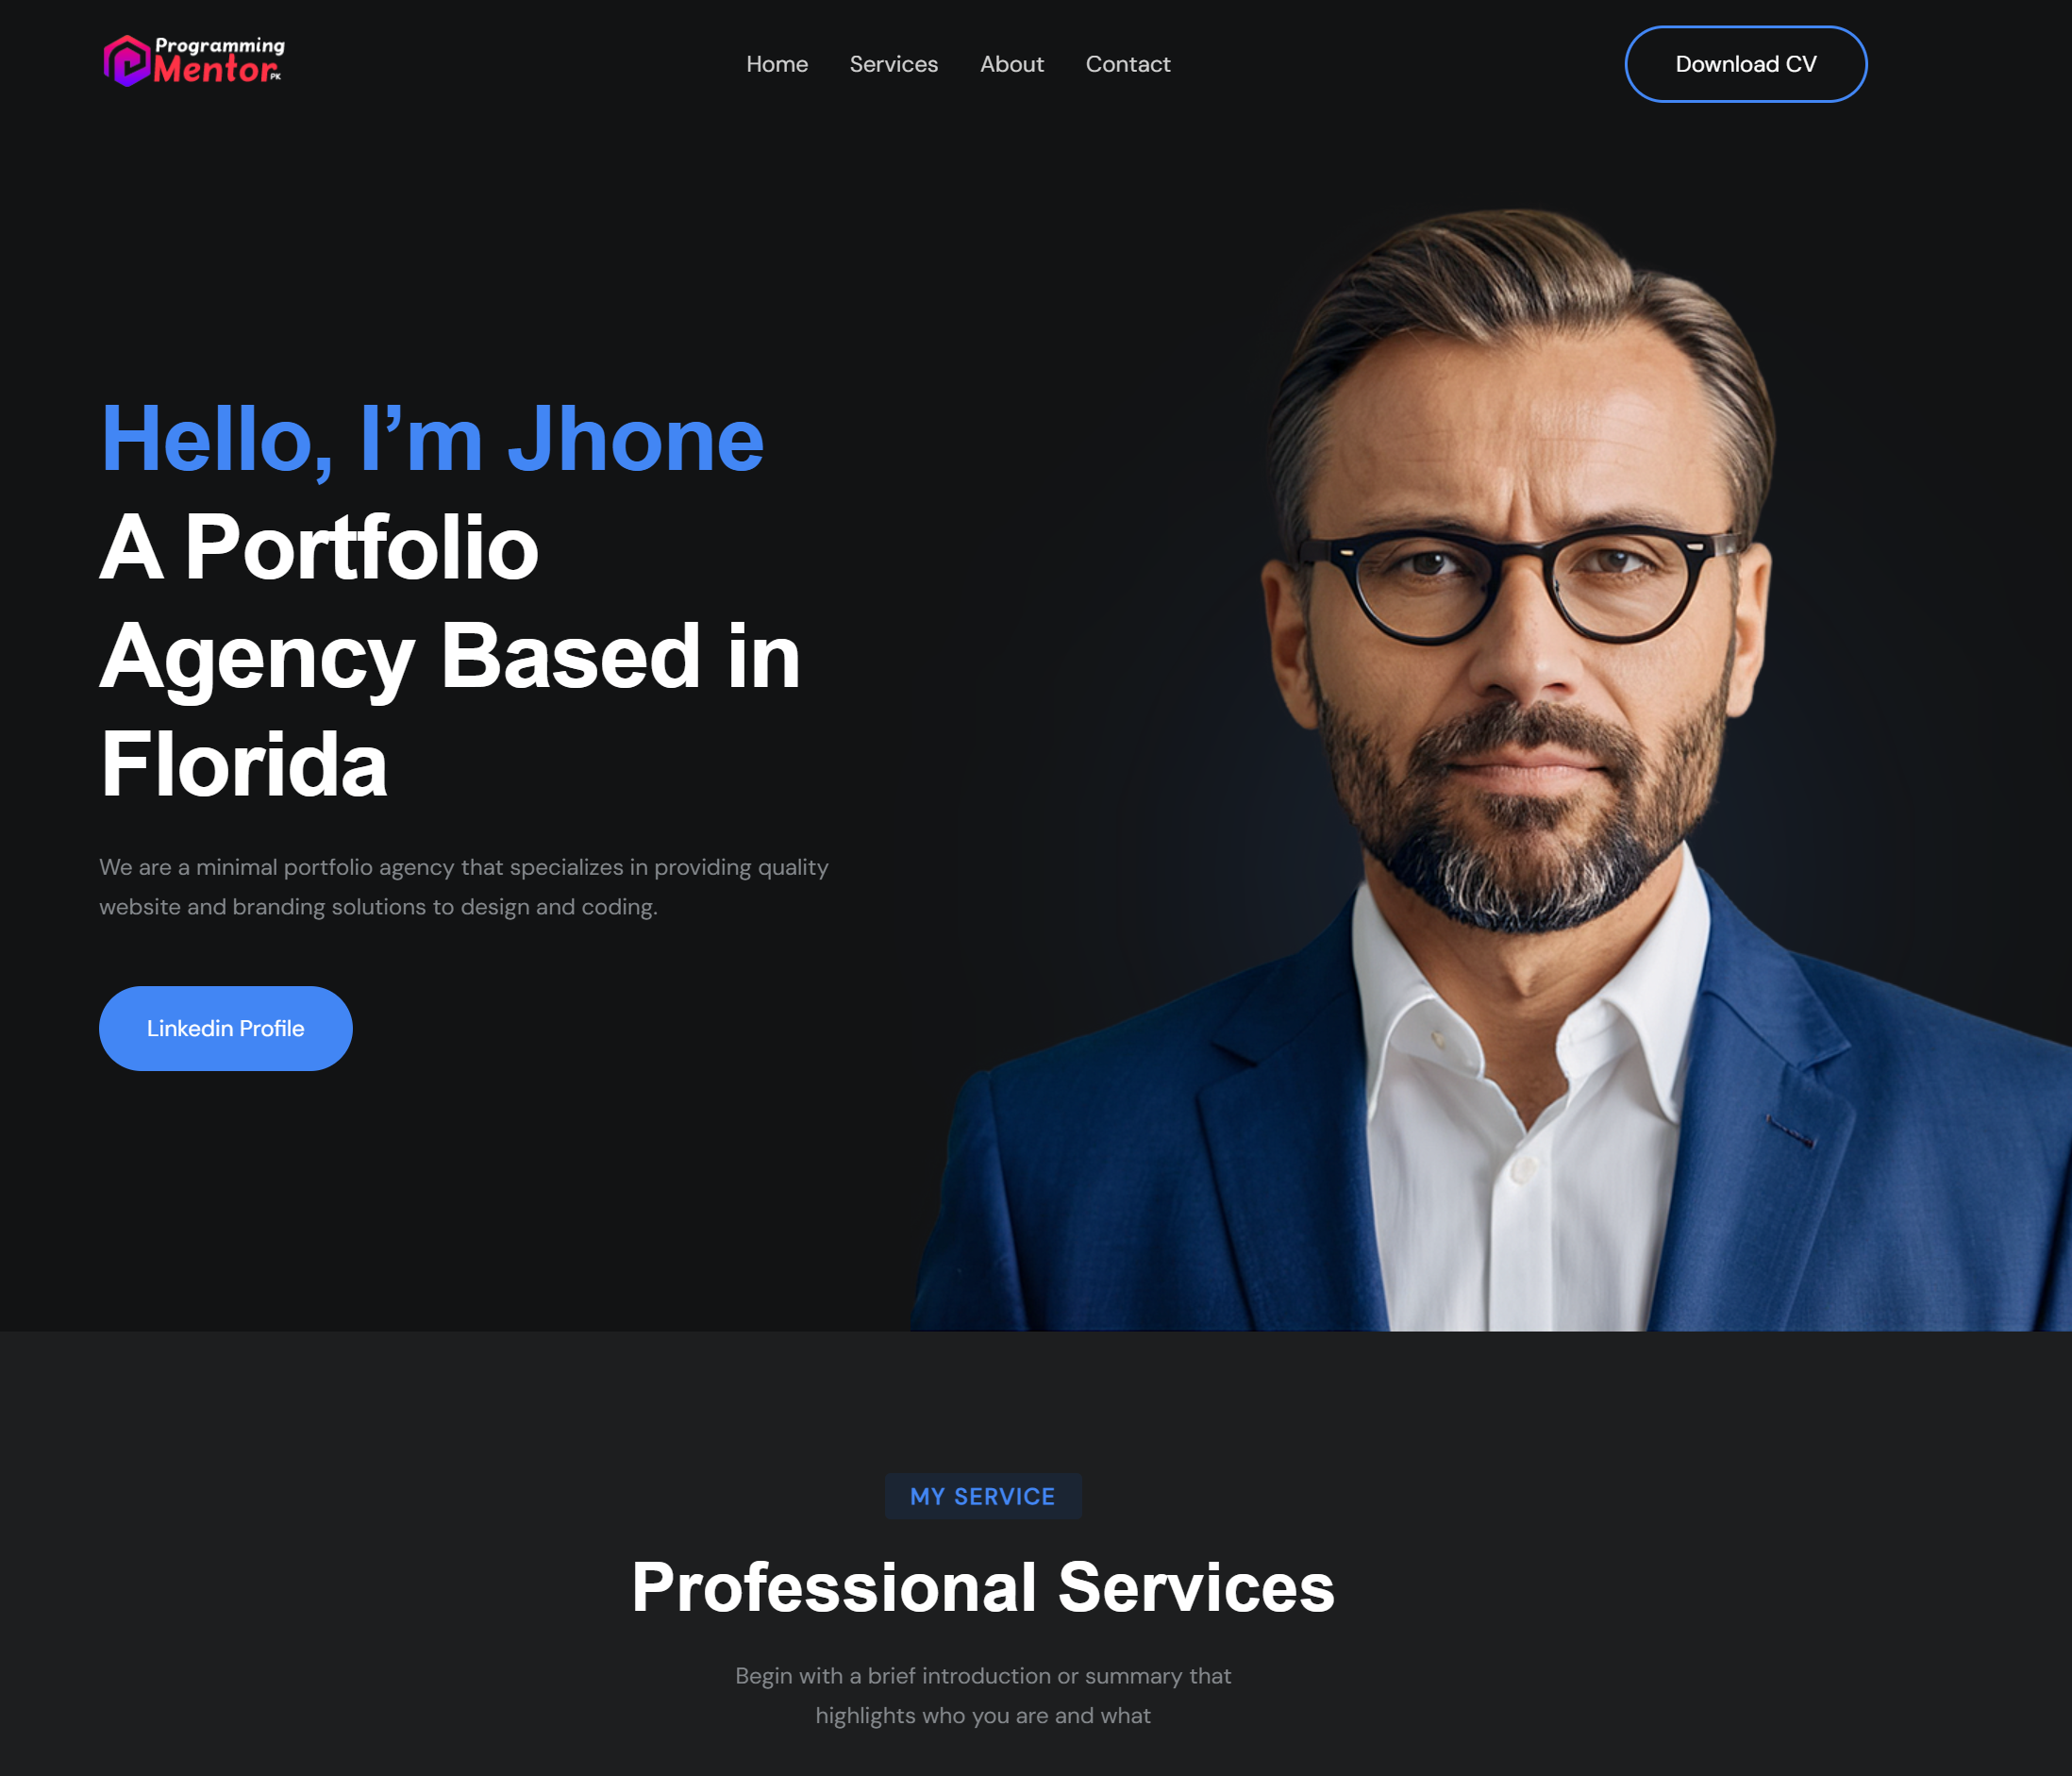 Programming
Mentor PK
Home
Services
About
Contact
Download CV
Hello, I’m Jhone
A Portfolio
Agency Based in
Florida
We are a minimal portfolio agency that specializes in providing quality
website and branding solutions to design and coding.
Linkedin Profile
MY SERVICE
Professional Services
Begin with a brief introduction or summary that
highlights who you are and what